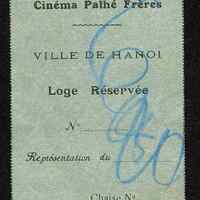 Cinéma Pathé Frères
VILLE DE HANOI
Loge Réservée
N°
Représentation du
Chaise N°